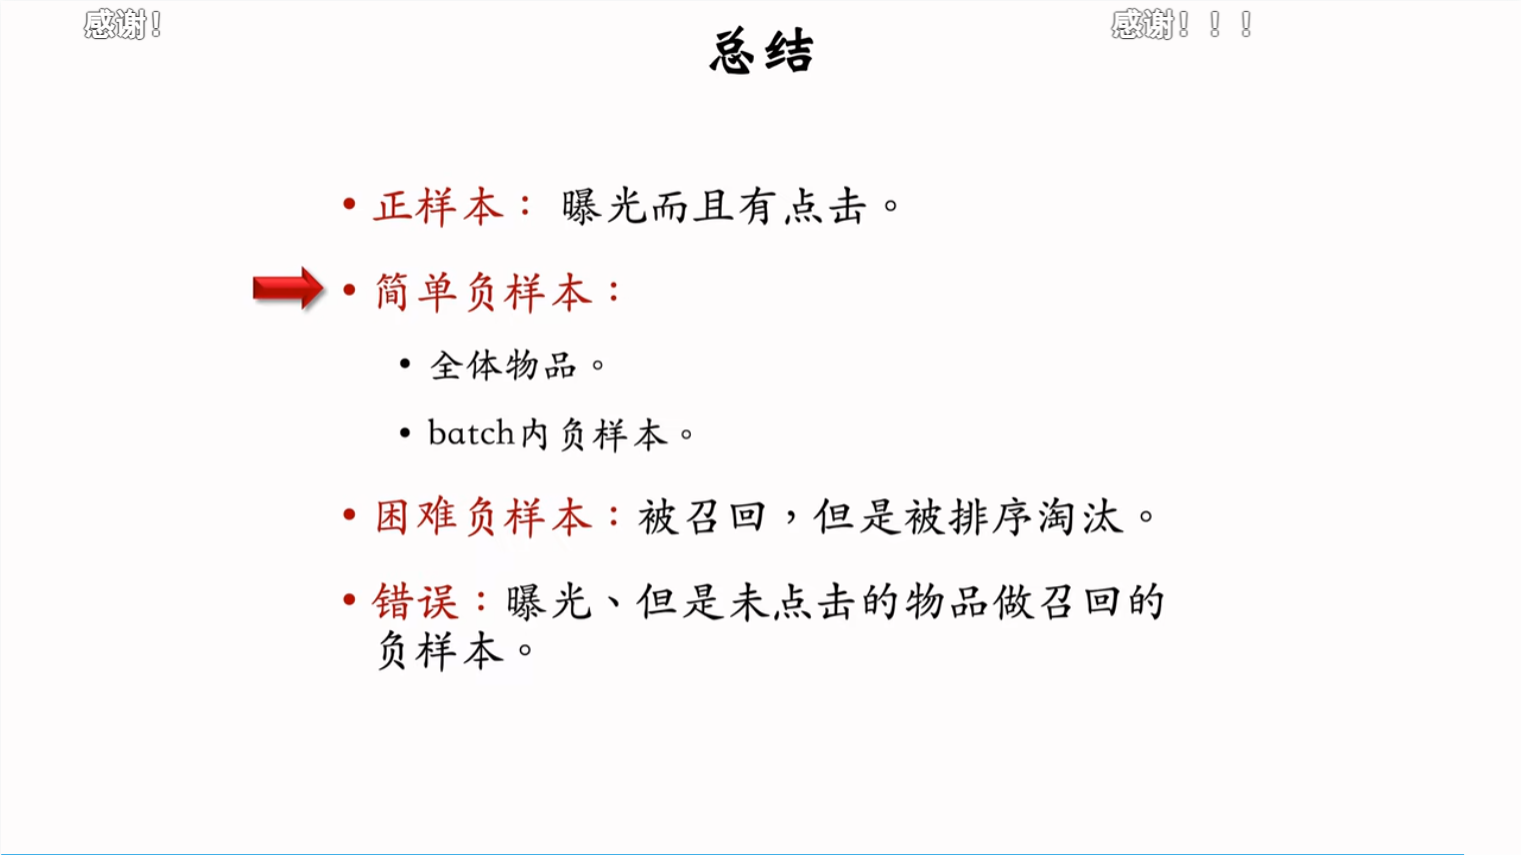 感谢！
感谢！！！
总结
• 正样本： 曝光而且有点击。
• 简单负样本：
• 全体物品。
• batch内负样本。
• 困难负样本：被召回，但是被排序淘汰。
• 错误：曝光、但是未点击的物品做召回的
负样本。